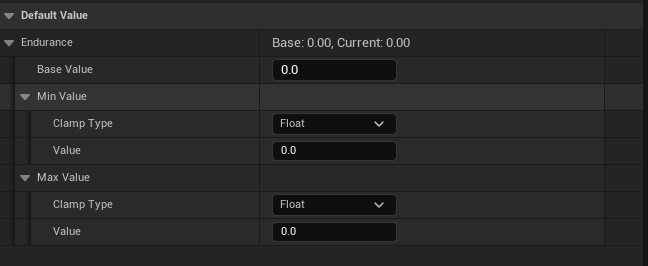 Default Value
Endurance Base: 0.00, Current: 0.00
Base Value 0.0
Min Value
Clamp Type Float
Value 0.0
Max Value
Clamp Type Float
Value 0.0